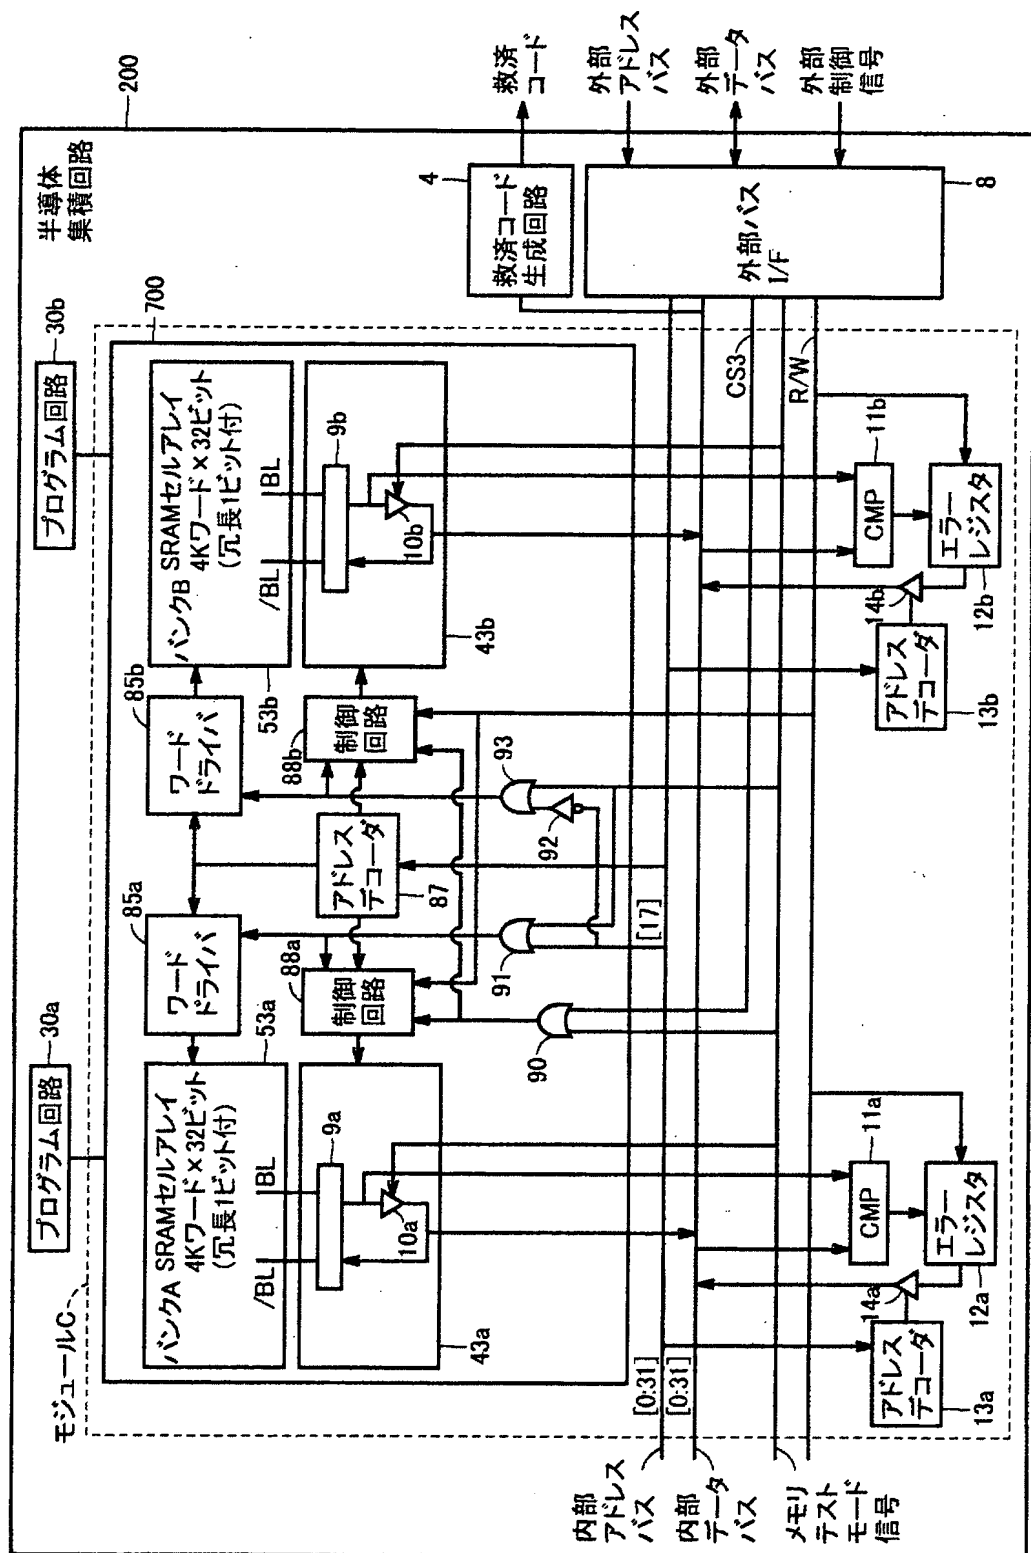 半導体
集積回路
200
モジュールC
プログラム回路
30a
プログラム回路
30b
700
バンクA SRAMセルアレイ
4Kワード×32ビット
(冗長1ビット付)
/BL
BL
53a
ワード
ドライバ
85a
ワード
ドライバ
85b
バンクB SRAMセルアレイ
4Kワード×32ビット
(冗長1ビット付)
/BL
BL
53b
9a
10a
43a
制御
回路
88a
アドレス
デコーダ
87
制御
回路
88b
9b
10b
43b
90
91
92
93
救済コード
生成回路
4
救済
コード
外部バス
I/F
8
外部
アドレス
バス
外部
データ
バス
外部
制御
信号
[0:31]
[0:31]
[17]
CS3
R/W
内部
アドレス
バス
内部
データ
バス
メモリ
テスト
モード
信号
アドレス
デコーダ
13a
14a
CMP
11a
エラー
レジスタ
12a
アドレス
デコーダ
13b
14b
CMP
11b
エラー
レジスタ
12b